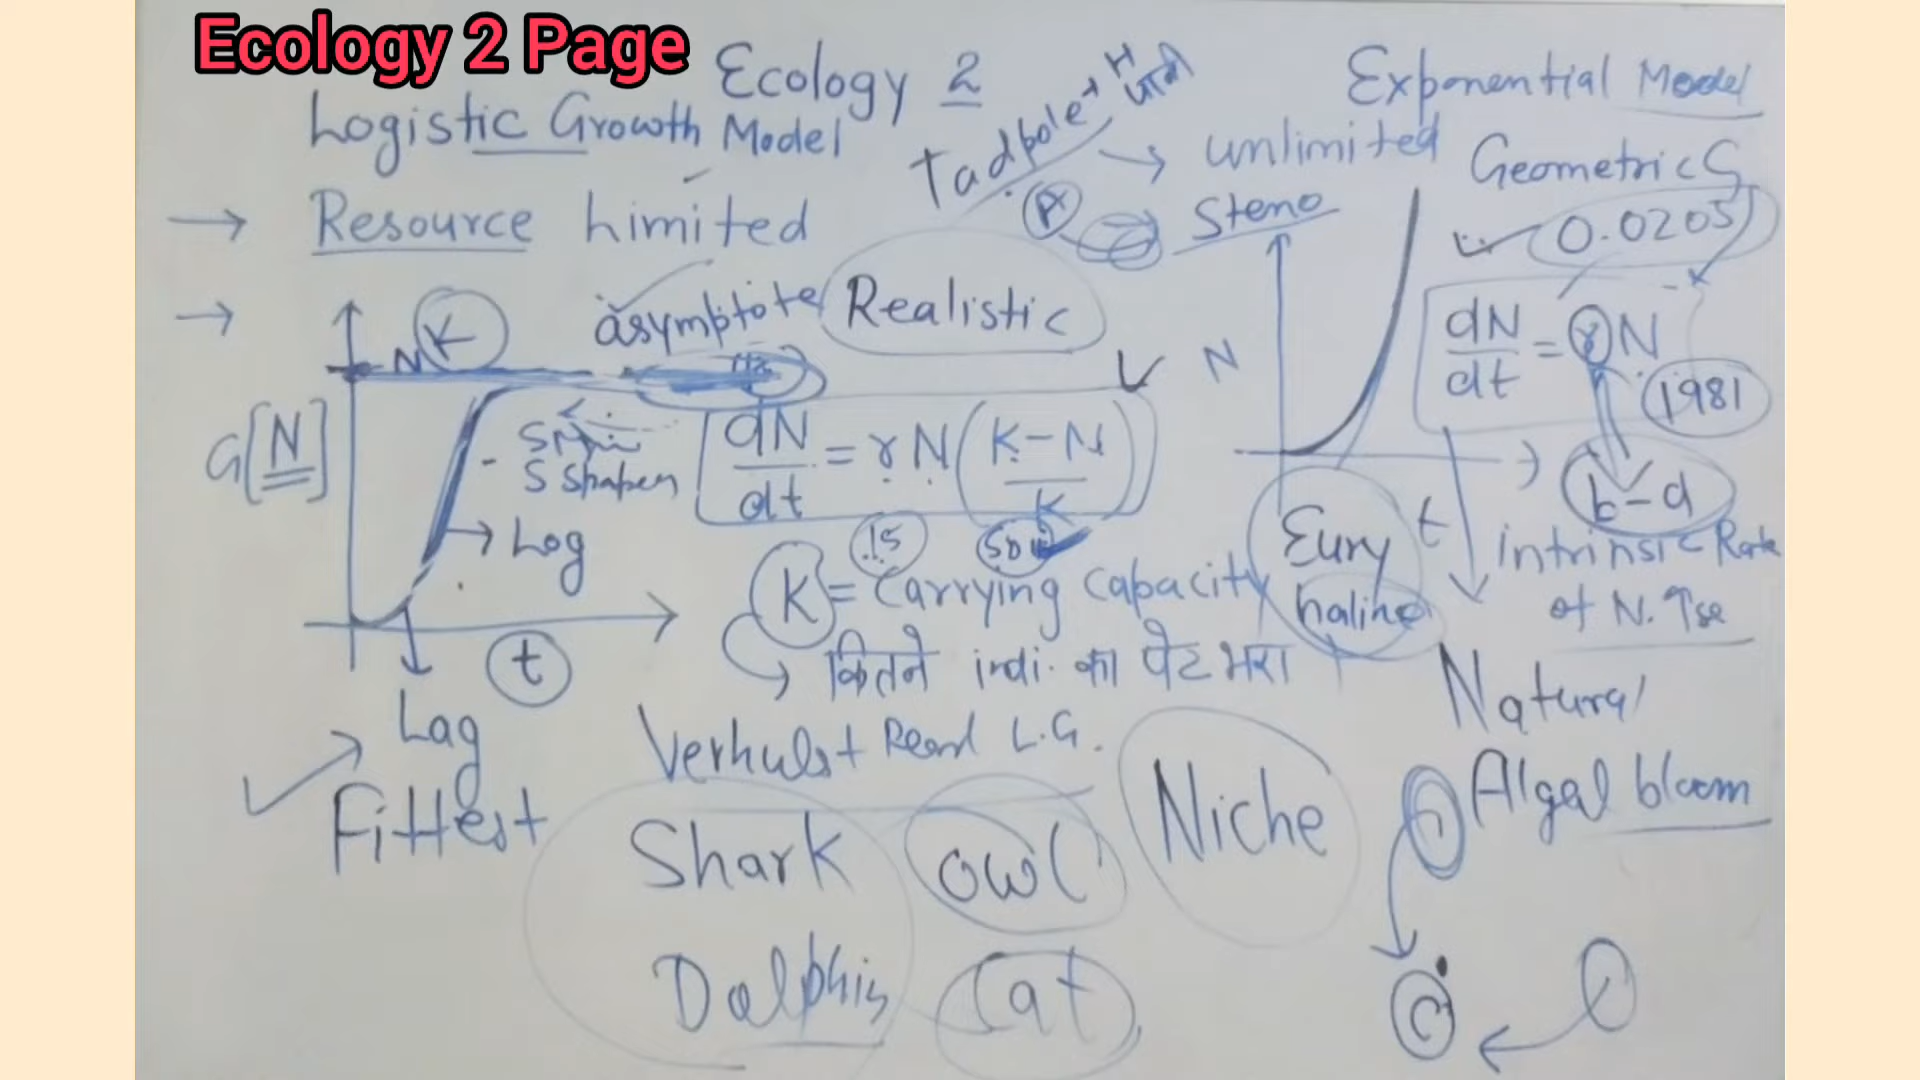 Ecology 2 Page
Ecology 2
Logistic Growth Model
Resource Limited
K
asymptote
Realistic
G[N]
S Shaped
Log
t
Lag
Fittest
dN/dt = rN(K-N/K)
.15
K = Carrying capacity
कितने indi. का पेट भरा
Verhulst Pearl L.G.
Shark owl
Dolphin Cat
Niche
Tadpole +
unlimited
Steno
Exponential Model
Geometric G
0.0205
N
dN/dt = rN
1981
b-d
t
intrinsic Rate
of N. ↑se
Eury
haline
Natural
Algal bloom